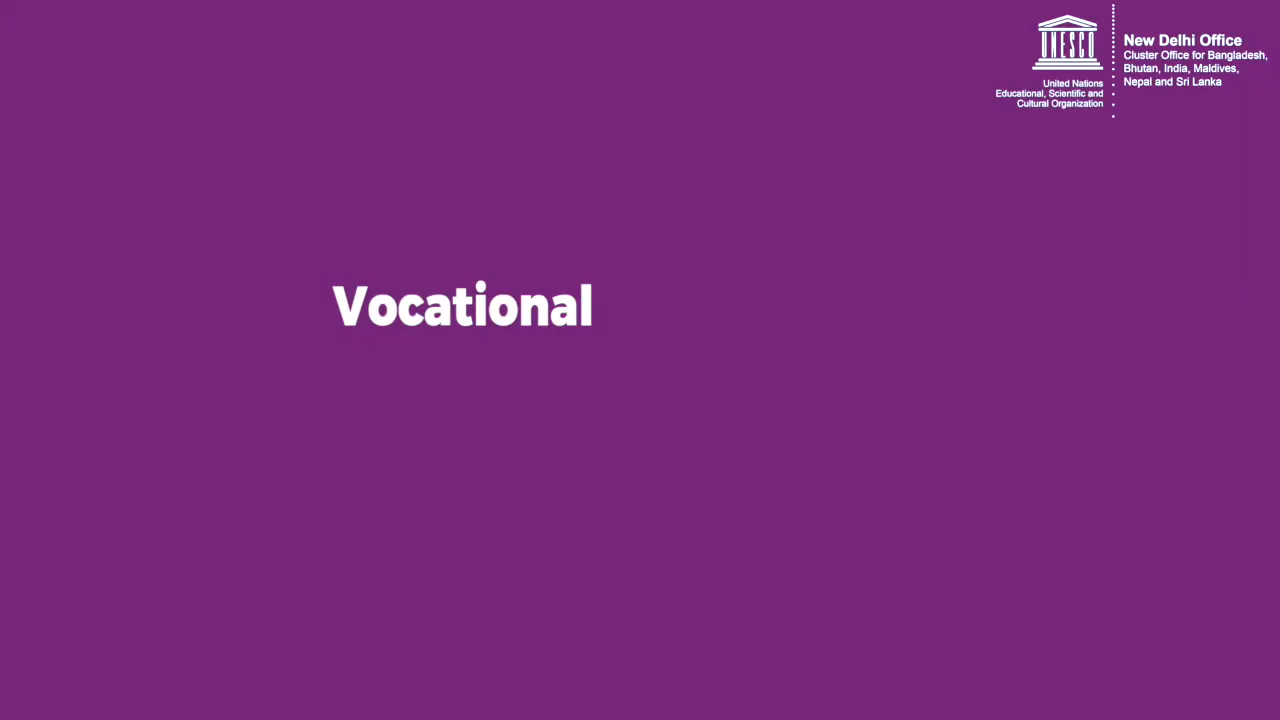 UNESCO
United Nations
Educational, Scientific and
Cultural Organization
New Delhi Office
Cluster Office for Bangladesh,
Bhutan, India, Maldives,
Nepal and Sri Lanka
Vocational